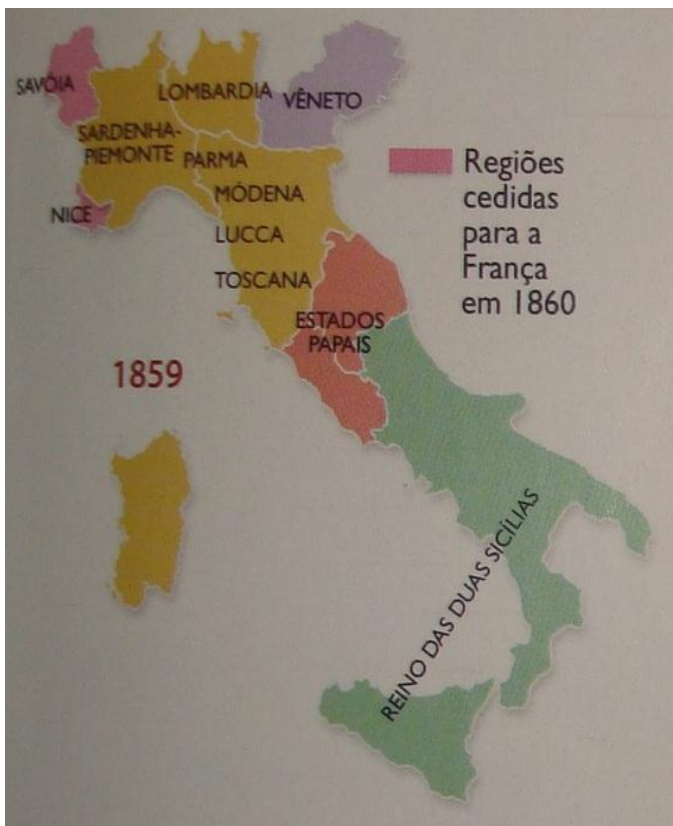 SAVÓIA
LOMBARDIA
VÊNETO
SARDENHA-
PIEMONTE
PARMA
MÓDENA
NICE
LUCCA
TOSCANA
ESTADOS
PAPAIS
Regiões
cedidas
para a
França
em 1860
1859
REINO DAS DUAS SICÍLIAS